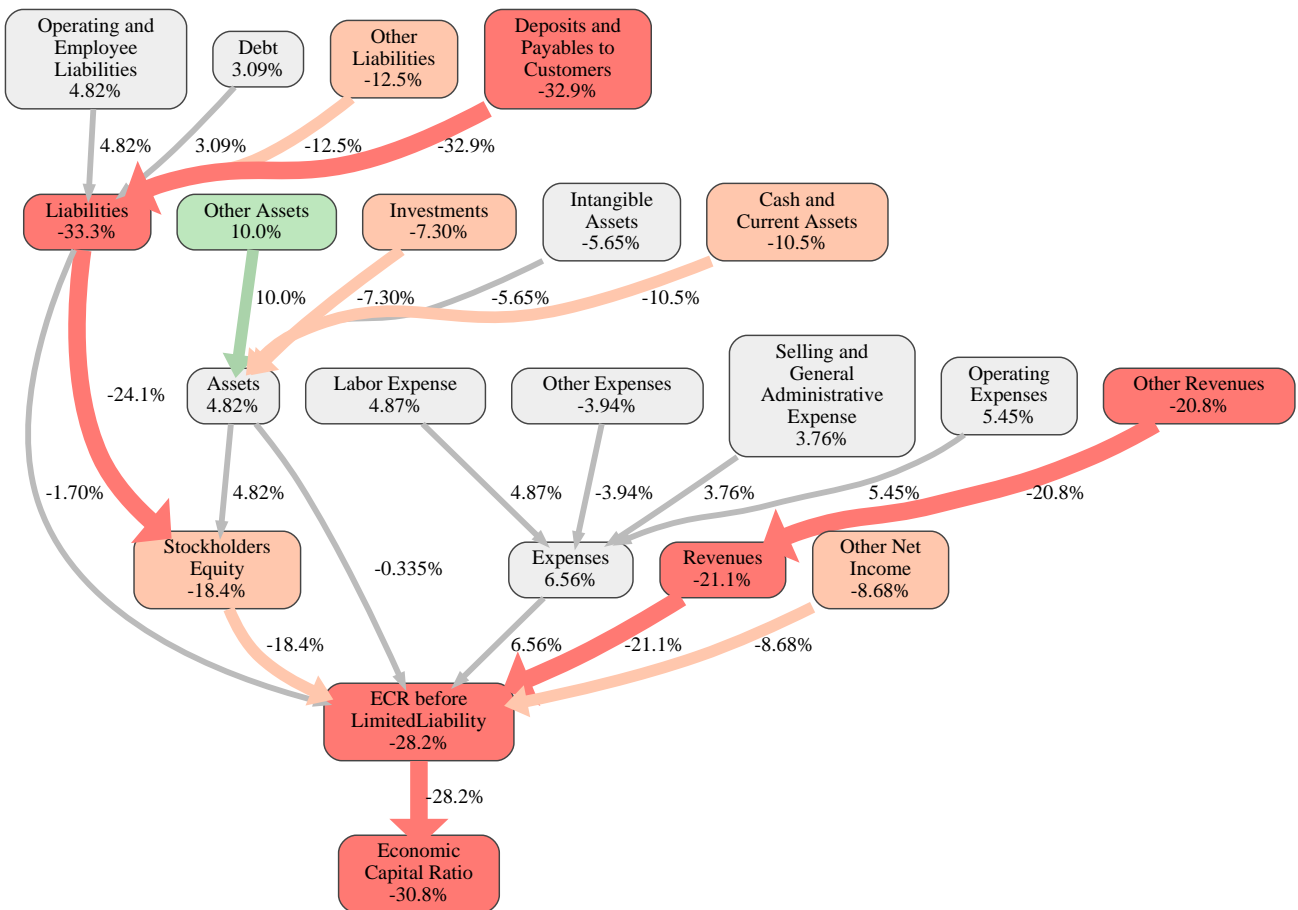 Operating and
Employee
Liabilities
4.82%
Debt
3.09%
Other
Liabilities
-12.5%
Deposits and
Payables to
Customers
-32.9%
4.82%
3.09%
-12.5%
-32.9%
Liabilities
-33.3%
Other Assets
10.0%
Investments
-7.30%
Intangible
Assets
-5.65%
Cash and
Current Assets
-10.5%
10.0%
-7.30%
-5.65%
-10.5%
-24.1%
Assets
4.82%
Labor Expense
4.87%
Other Expenses
-3.94%
Selling and
General
Administrative
Expense
3.76%
Operating
Expenses
5.45%
Other Revenues
-20.8%
-1.70%
4.82%
4.87%
-3.94%
3.76%
5.45%
-20.8%
Stockholders
Equity
-18.4%
-0.335%
Expenses
6.56%
Revenues
-21.1%
Other Net
Income
-8.68%
-18.4%
6.56%
-21.1%
-8.68%
ECR before
LimitedLiability
-28.2%
-28.2%
Economic
Capital Ratio
-30.8%